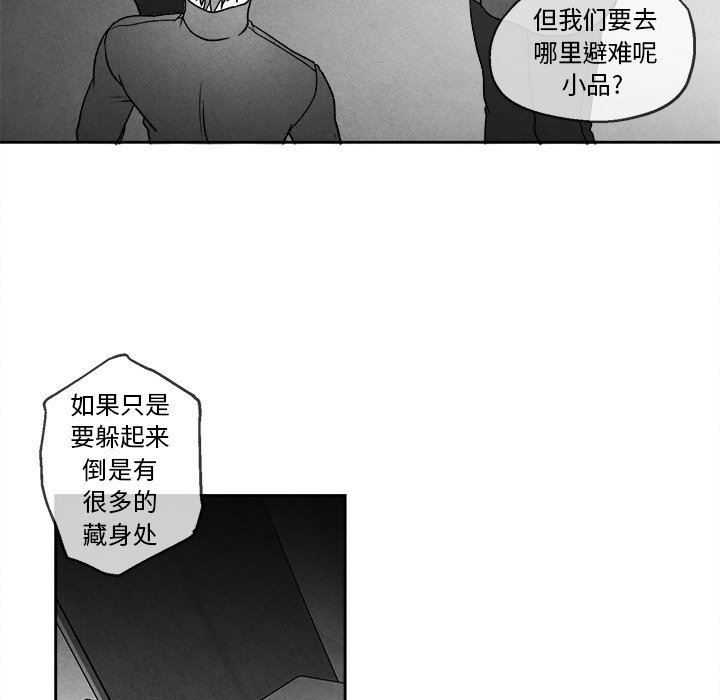 但我们要去
哪里避难呢
小品?
如果只是
要躲起来
倒是有
很多的
藏身处